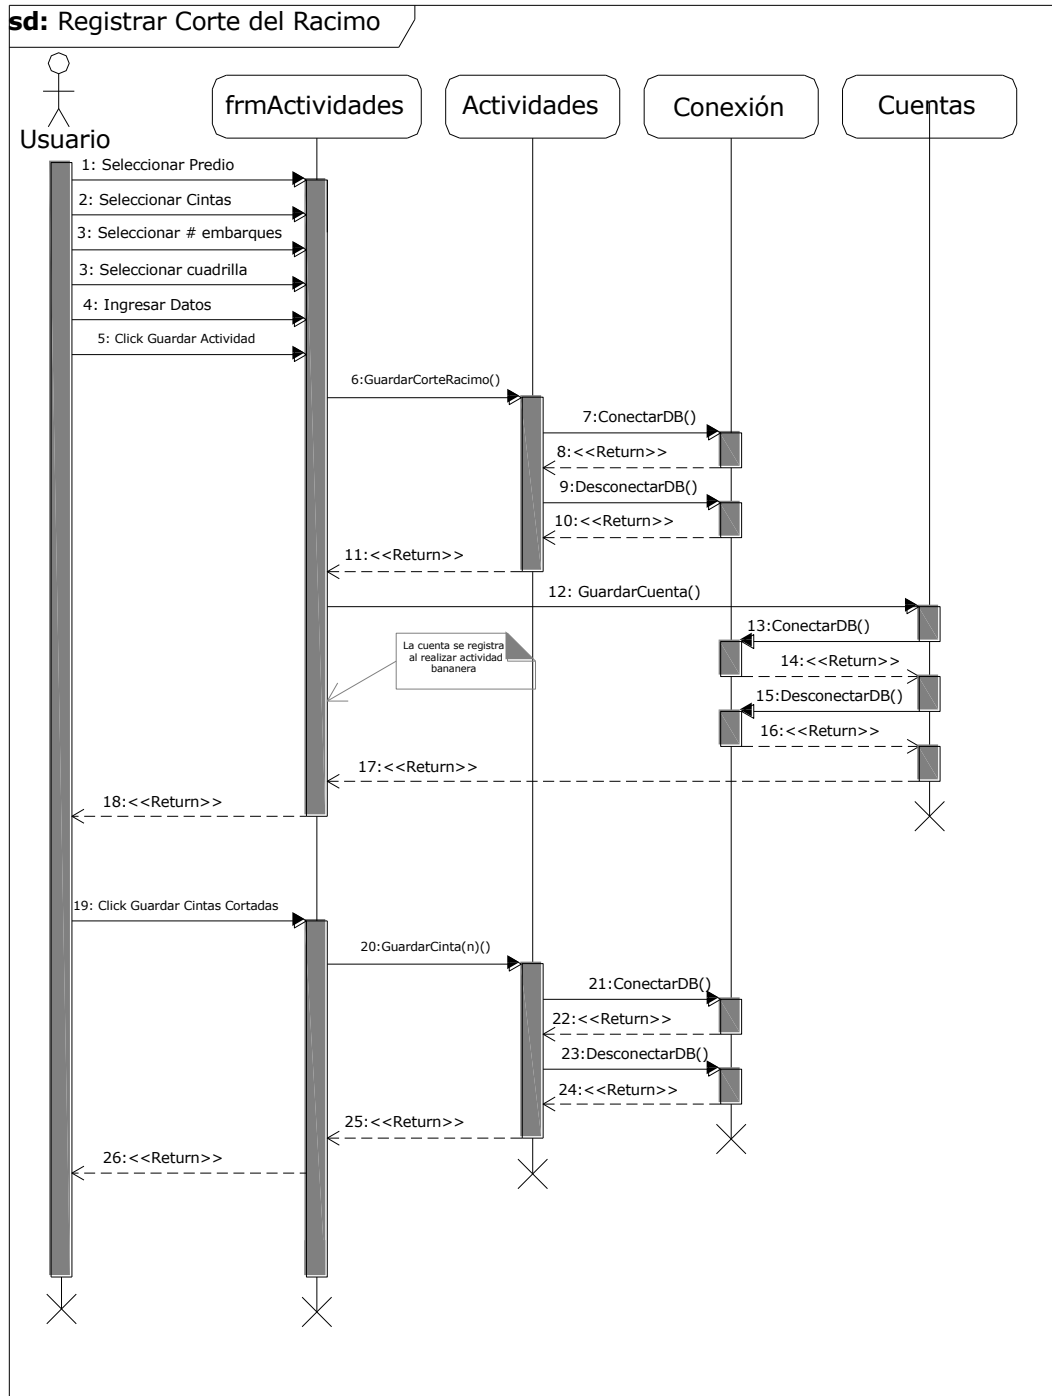 sd: Registrar Corte del Racimo
Usuario
frmActividades
Actividades
Conexión
Cuentas
1: Seleccionar Predio
2: Seleccionar Cintas
3: Seleccionar # embarques
3: Seleccionar cuadrilla
4: Ingresar Datos
5: Click Guardar Actividad
6:GuardarCorteRacimo()
7:ConectarDB()
8:<<Return>>
9:DesconectarDB()
10:<<Return>>
11:<<Return>>
12: GuardarCuenta()
13:ConectarDB()
La cuenta se registra
al realizar actividad
bananera
14:<<Return>>
15:DesconectarDB()
16:<<Return>>
17:<<Return>>
18:<<Return>>
19: Click Guardar Cintas Cortadas
20:GuardarCinta(n)()
21:ConectarDB()
22:<<Return>>
23:DesconectarDB()
24:<<Return>>
25:<<Return>>
26:<<Return>>